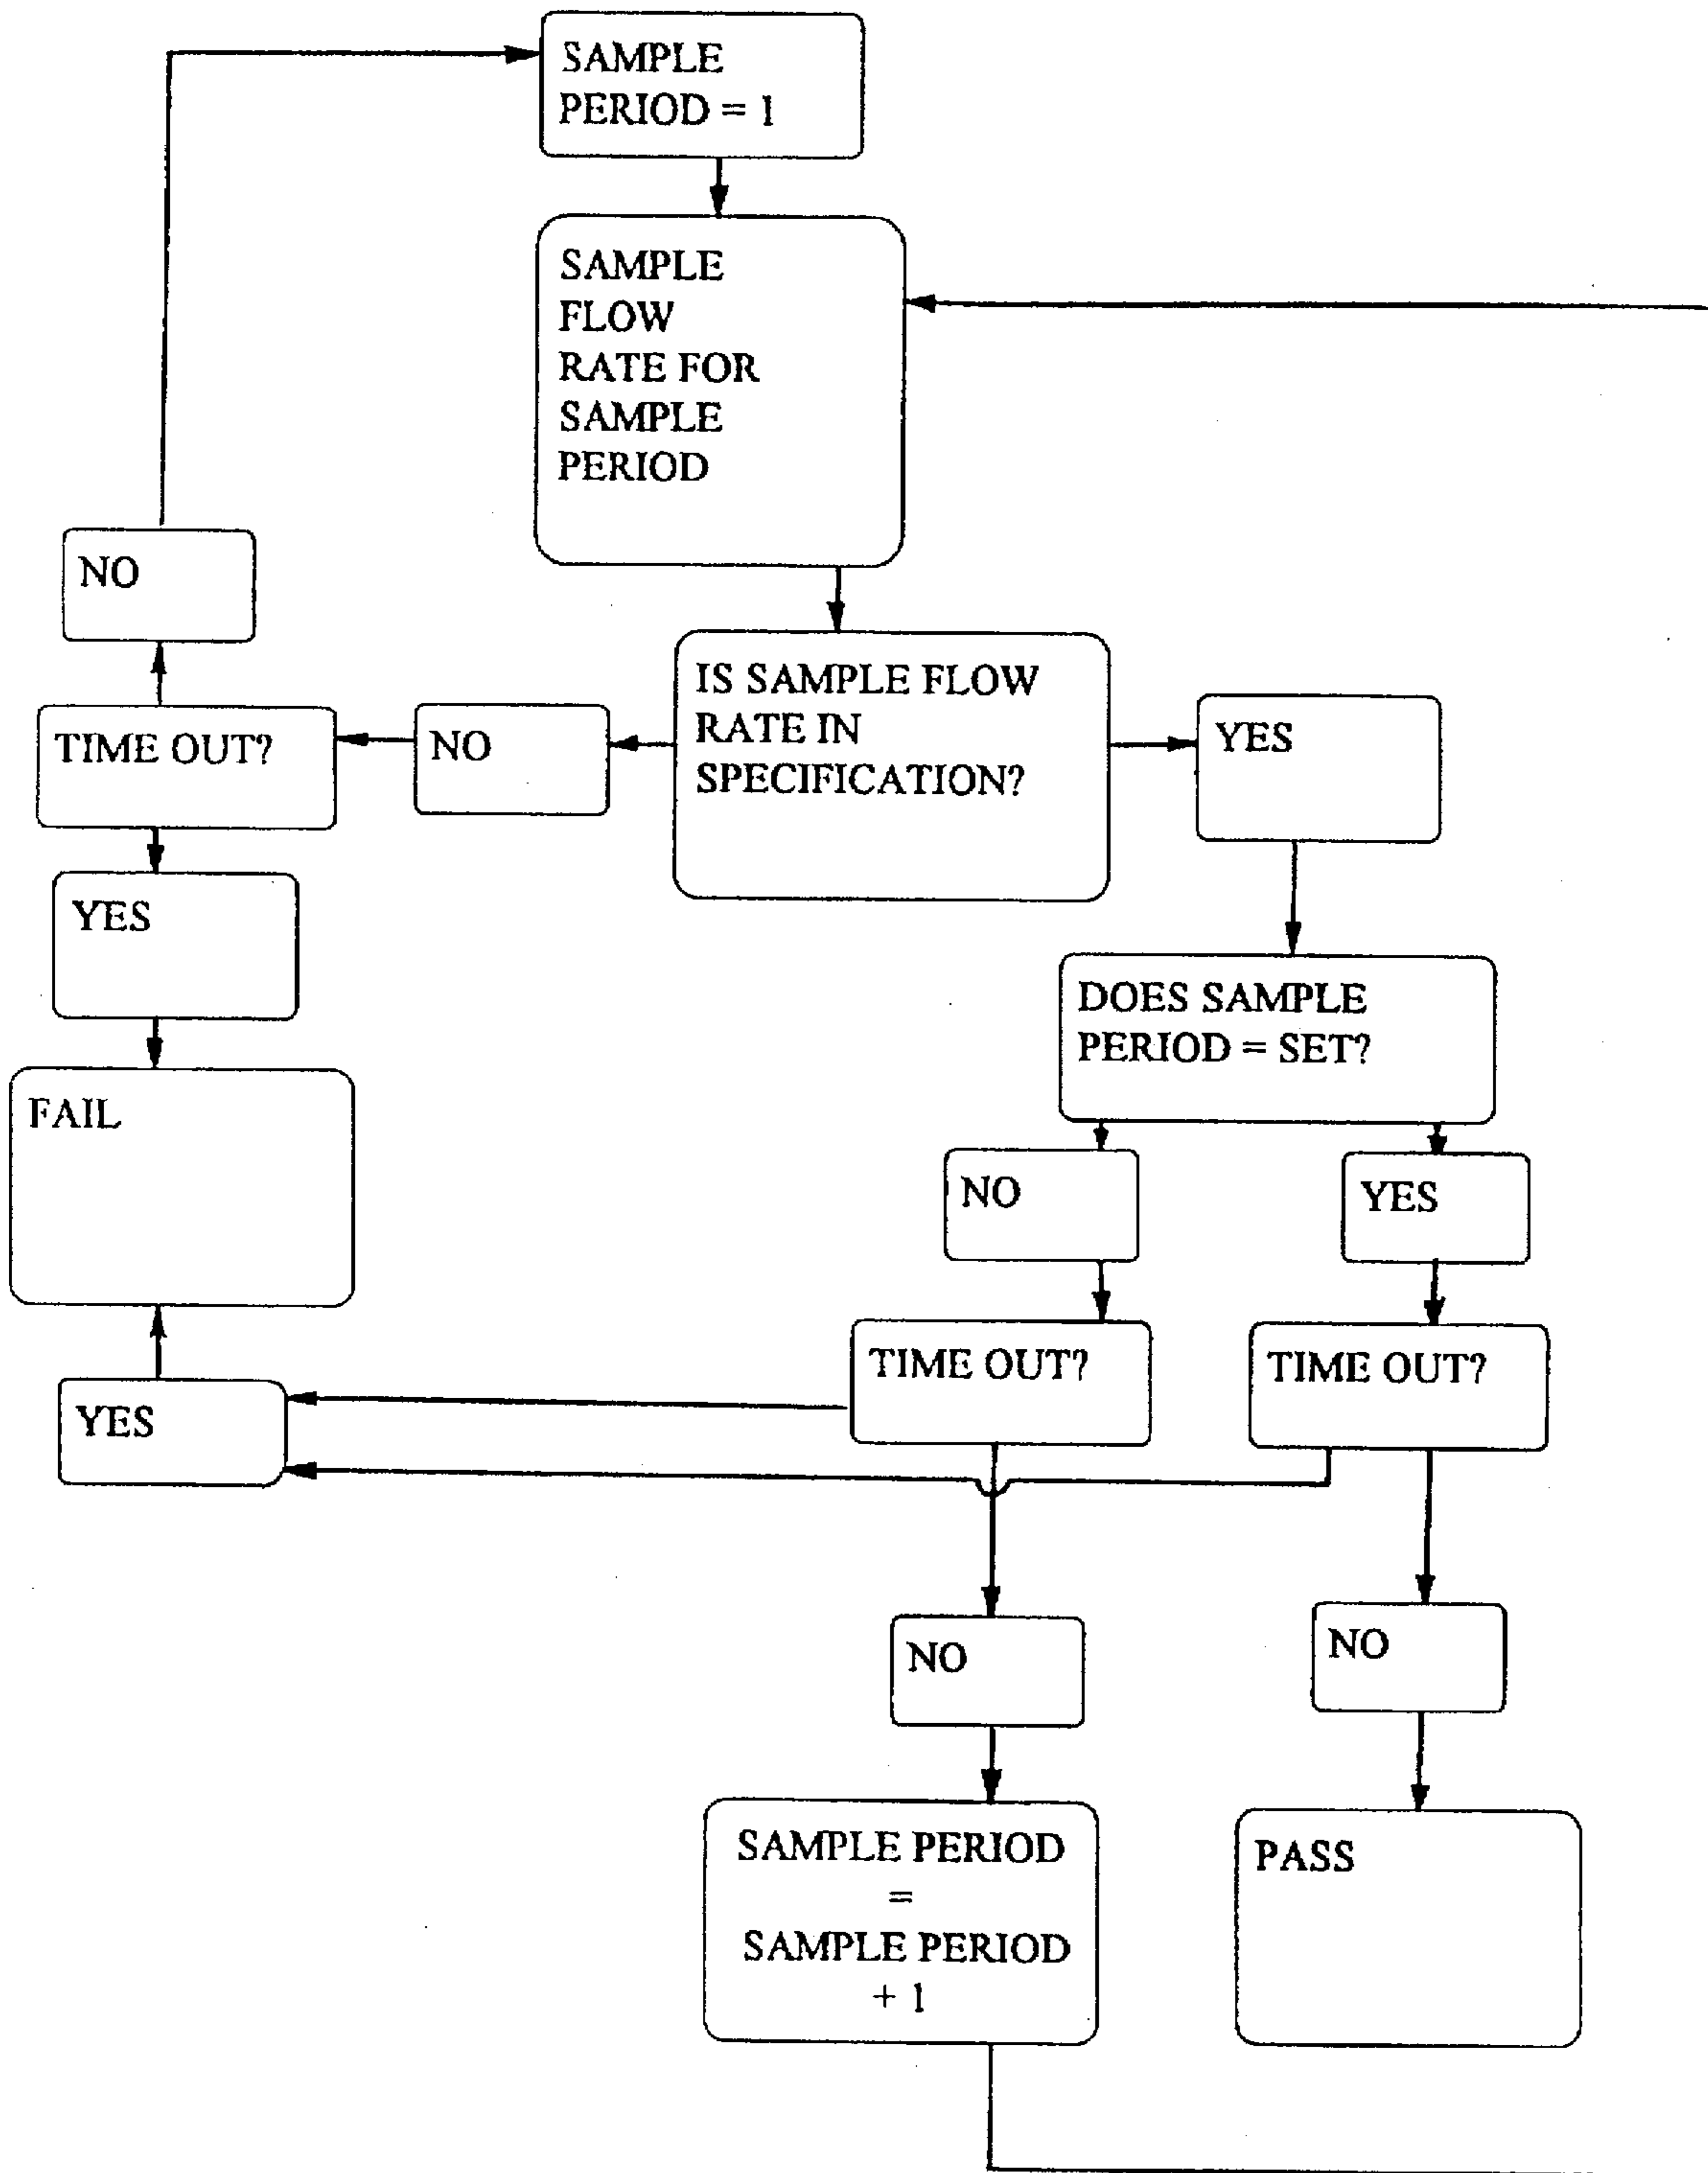 SAMPLE
PERIOD = 1
SAMPLE
FLOW
RATE FOR
SAMPLE
PERIOD
NO
IS SAMPLE FLOW
RATE IN
SPECIFICATION?
YES
NO
TIME OUT?
YES
FAIL
DOES SAMPLE
PERIOD = SET?
NO
YES
TIME OUT?
TIME OUT?
YES
NO
NO
SAMPLE PERIOD
=
SAMPLE PERIOD
+ 1
PASS